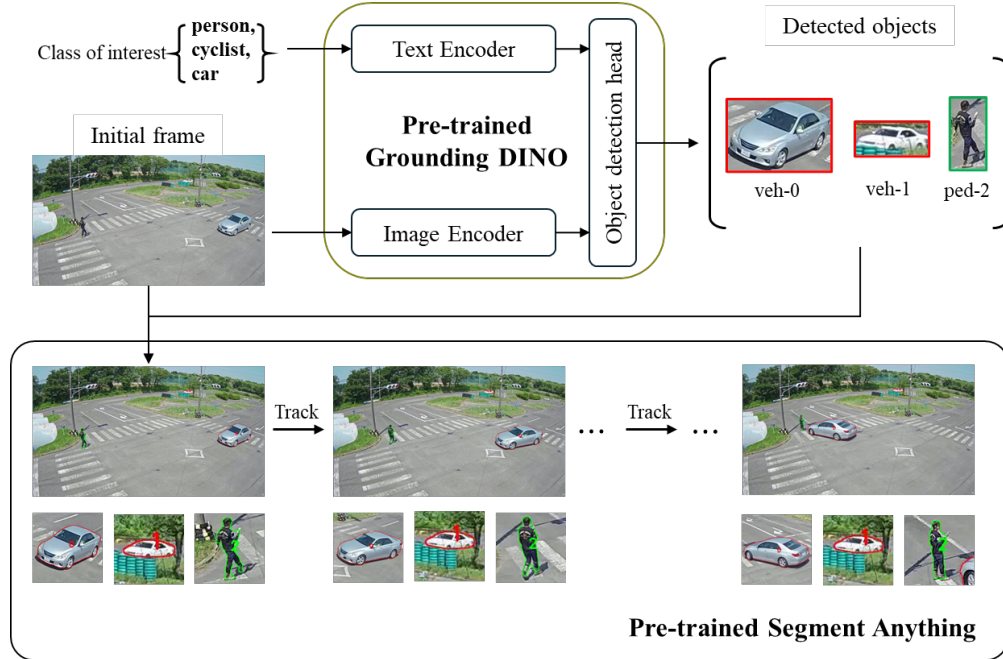 Class of interest
person,
cyclist,
car
Initial frame
Text Encoder
Pre-trained
Grounding DINO
Image Encoder
Object detection head
Detected objects
veh-0
veh-1
ped-2
Track
...
Track
...
Pre-trained Segment Anything